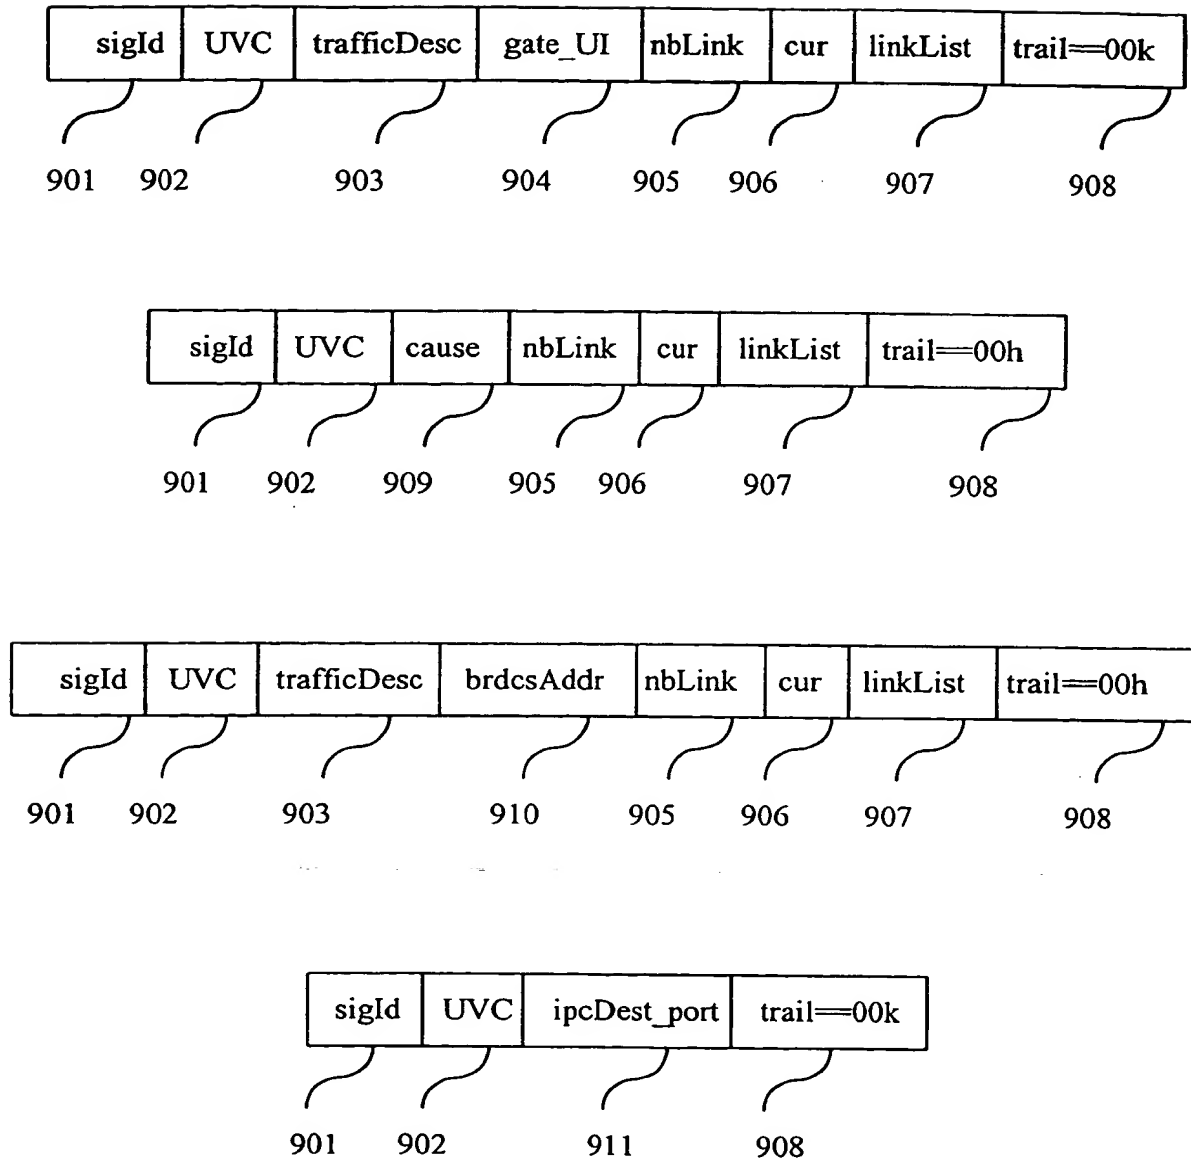 sigId UVC trafficDesc gate_UI nbLink cur linkList trail==00k
901 902 903 904 905 906 907 908
sigId UVC cause nbLink cur linkList trail==00h
901 902 909 905 906 907 908
sigId UVC trafficDesc brdcsAddr nbLink cur linkList trail==00h
901 902 903 910 905 906 907 908
sigId UVC ipcDest_port trail==00k
901 902 911 908